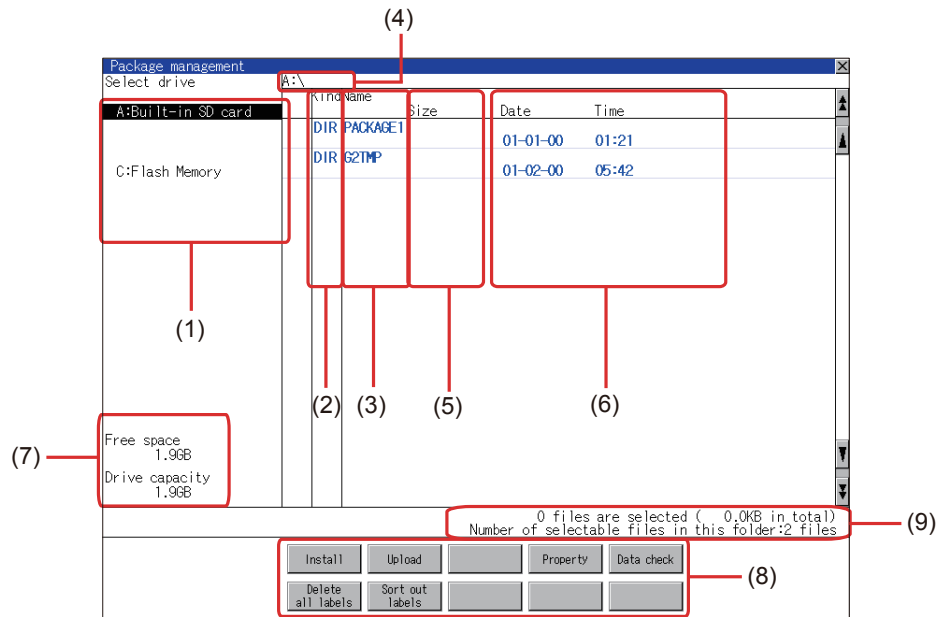 (4)
Package management
Select drive
A:\
Kind Name
Size
Date
Time
A:Built-in SD card
DIR PACKAGE1
01-01-00 01:21
DIR G2TMP
01-02-00 05:42
C:Flash Memory
(1)
(2)
(3)
(5)
(6)
(7)
Free space
1.9GB
Drive capacity
1.9GB
0 files are selected ( 0.0KB in total)
Number of selectable files in this folder:2 files
(9)
Install
Upload
Property
Data check
(8)
Delete
all labels
Sort out
labels